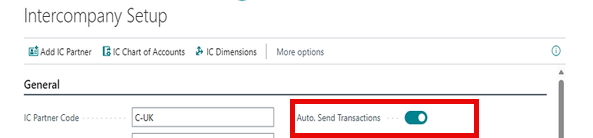 Intercompany Setup
Add IC Partner IC Chart of Accounts IC Dimensions More options
General
IC Partner Code C-UK Auto. Send Transactions